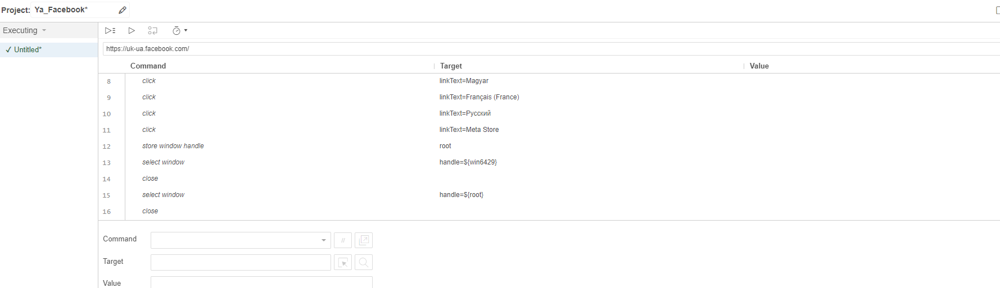 Project: Ya_Facebook*
Executing
✓ Untitled*
https://uk-ua.facebook.com/
Command Target Value
8 click linkText=Magyar
9 click linkText=Français (France)
10 click linkText=Русский
11 click linkText=Meta Store
12 store window handle root
13 select window handle=${win6429}
14 close
15 select window handle=${root}
16 close
Command //
Target
Value